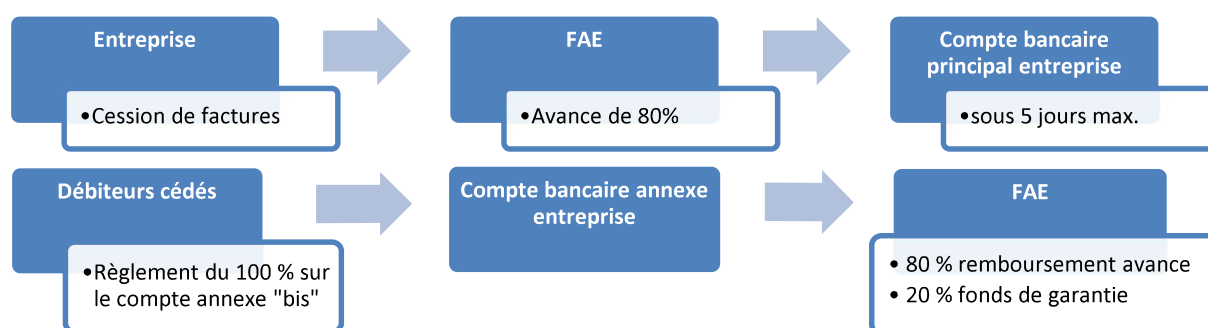 Entreprise
•Cession de factures
FAE
•Avance de 80%
Compte bancaire
principal entreprise
•sous 5 jours max.
Débiteurs cédés
•Règlement du 100 % sur
le compte annexe "bis"
Compte bancaire annexe
entreprise
FAE
• 80 % remboursement avance
• 20 % fonds de garantie